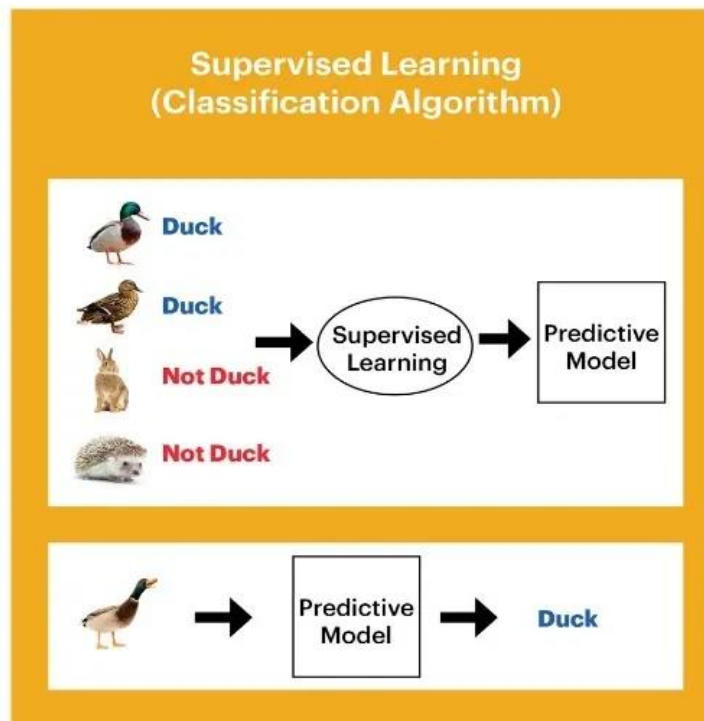 Supervised Learning
(Classification Algorithm)
Duck
Duck
Not Duck
Not Duck
Supervised
Learning
Predictive
Model
Predictive
Model
Duck